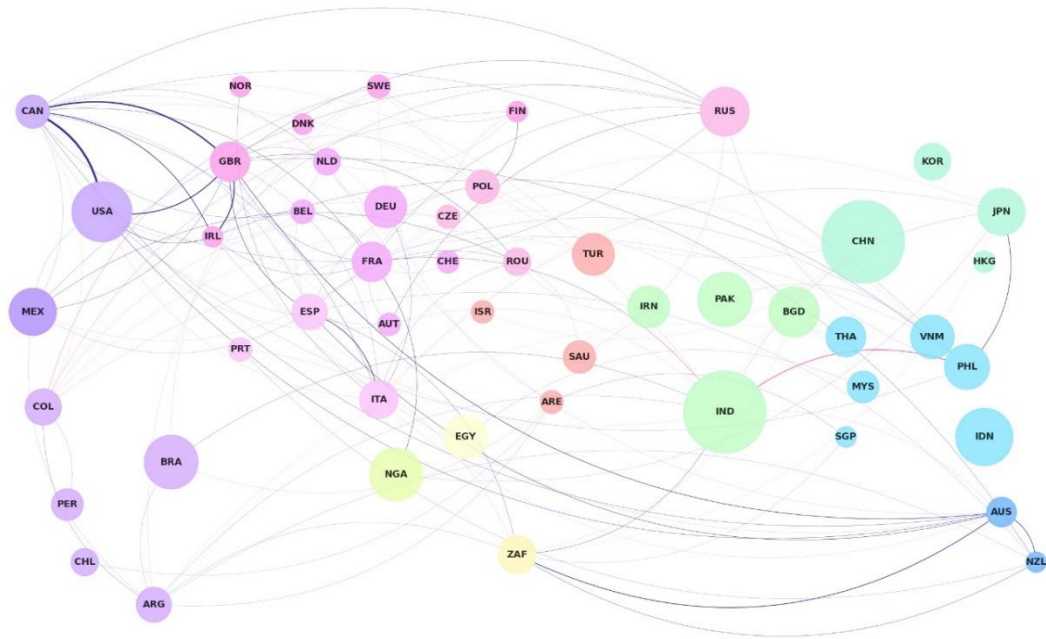 NOR
SWE
CAN
FIN
RUS
DNK
GBR
NLD
KOR
POL
USA
BEL
DEU
CZE
JPN
IRL
CHN
FRA
CHE
ROU
TUR
HKG
MEX
ESP
ISR
IRN
PAK
BGD
AUT
THA
VNM
PRT
SAU
PHL
MYS
COL
ITA
ARE
IND
EGY
SGP
IDN
BRA
NGA
PER
AUS
CHL
ZAF
NZL
ARG